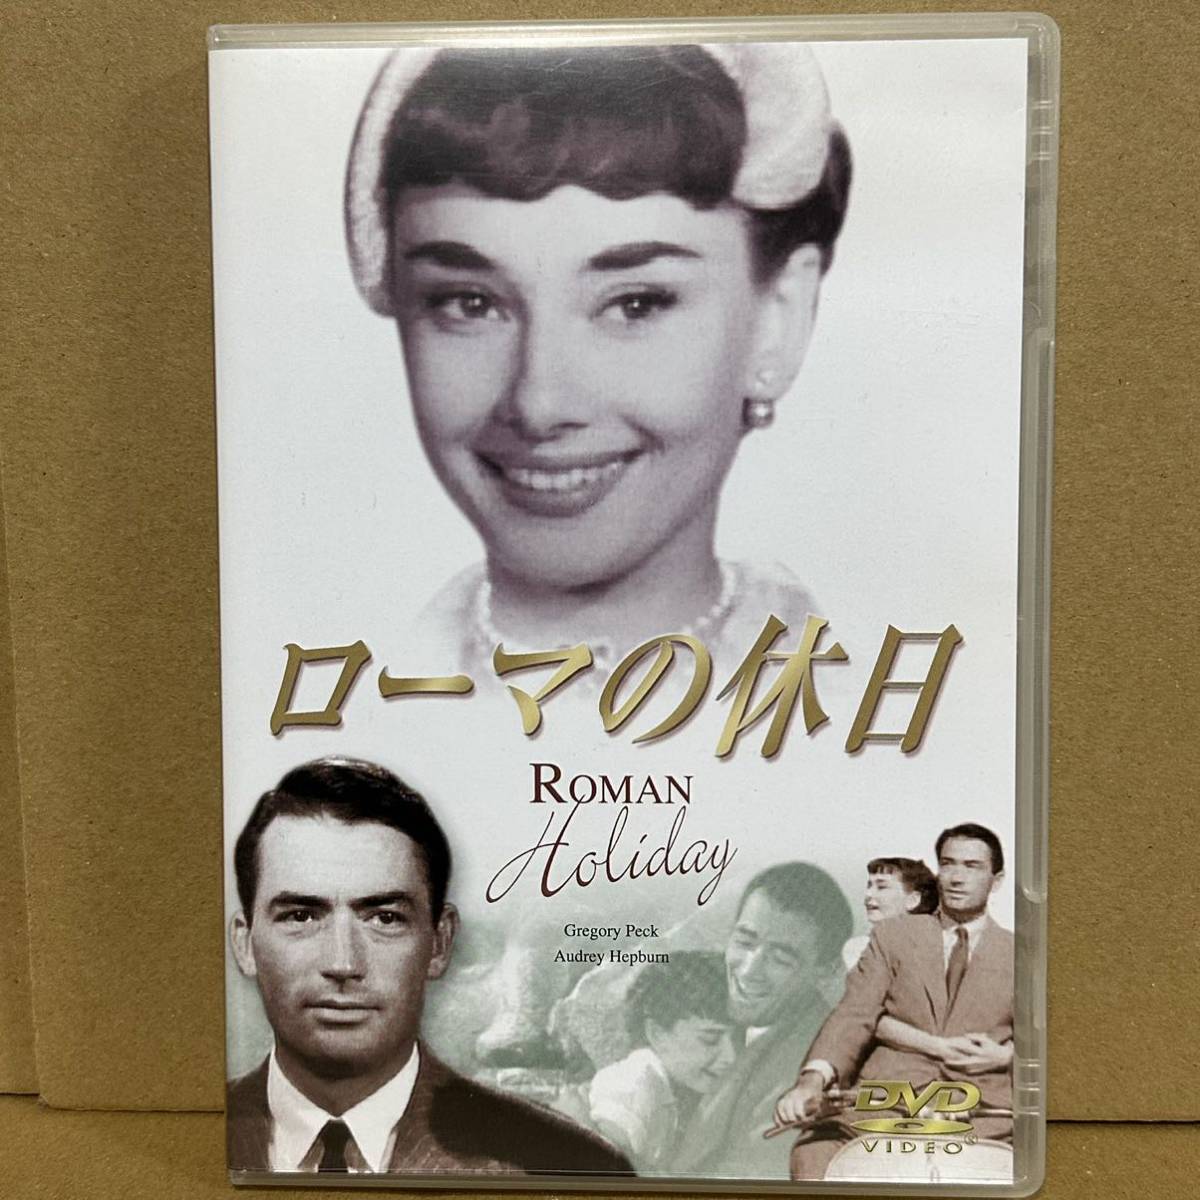 ローマの休日
ROMAN
Holiday
Gregory Peck
Audrey Hepburn
DVD
VIDEO